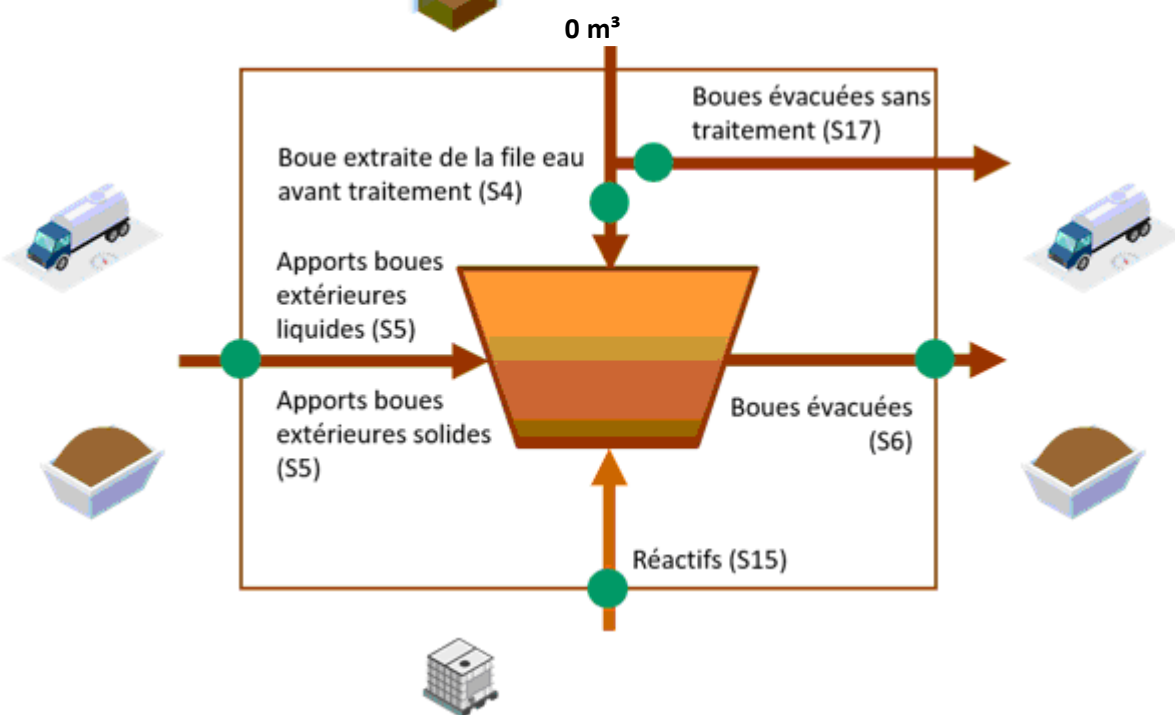 0 m³
Boues évacuées sans
traitement (S17)
Boue extraite de la file eau
avant traitement (S4)
Apports boues
extérieures
liquides (S5)
Apports boues
extérieures solides
(S5)
Boues évacuées
(S6)
Réactifs (S15)